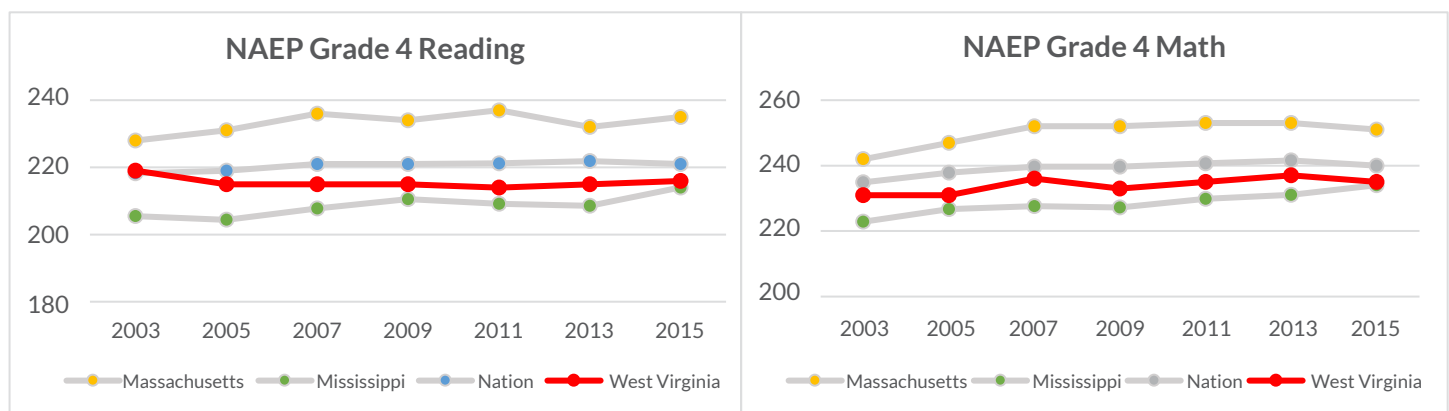 NAEP Grade 4 Reading
240
220
200
180
2003 2005 2007 2009 2011 2013 2015
Massachusetts Mississippi Nation West Virginia
NAEP Grade 4 Math
260
240
220
200
2003 2005 2007 2009 2011 2013 2015
Massachusetts Mississippi Nation West Virginia